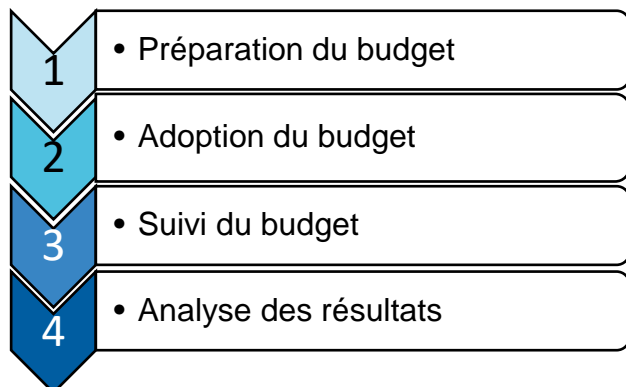 1 • Préparation du budget
2 • Adoption du budget
3 • Suivi du budget
4 • Analyse des résultats